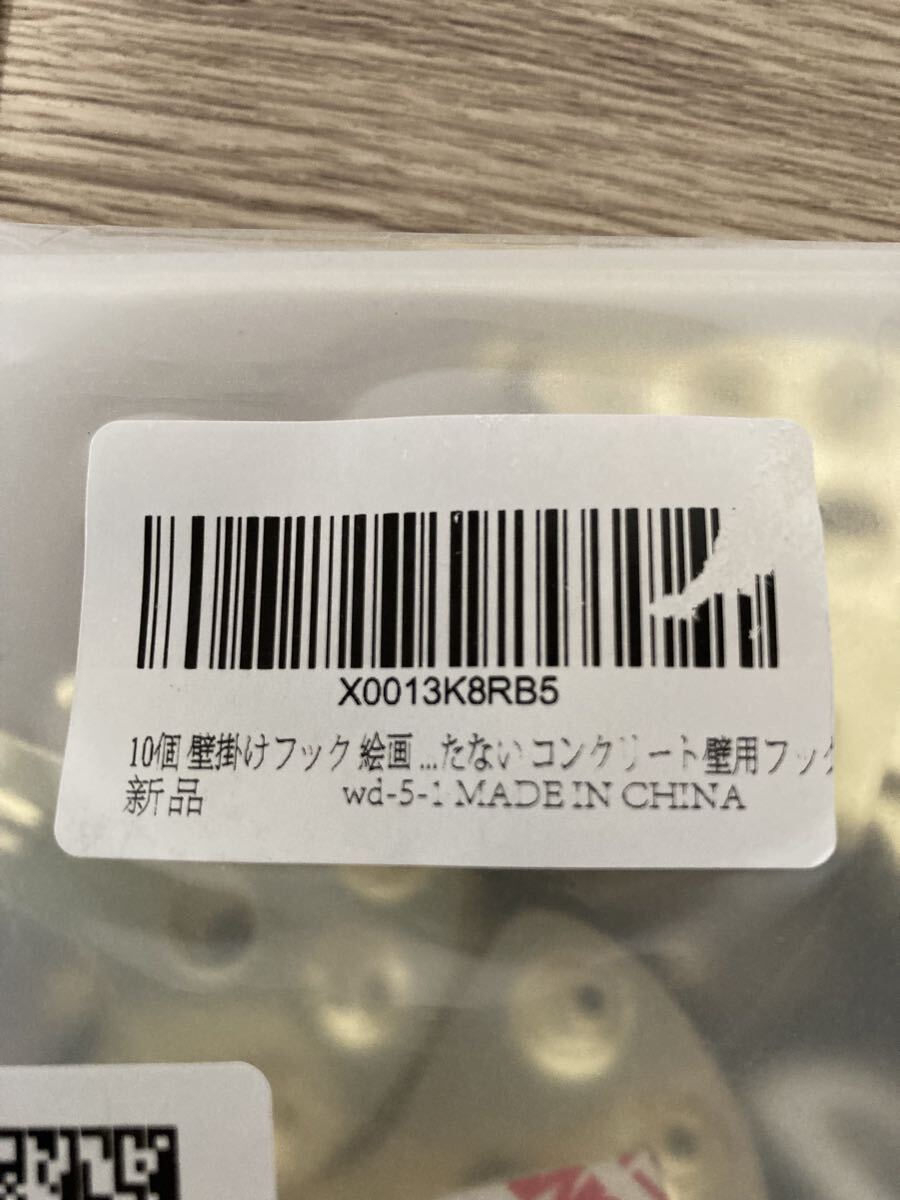 X0013K8RB5
10個 壁掛けフック 絵画 ...たない コンクリート壁用フック
新品 wd-5-1 MADE IN CHINA